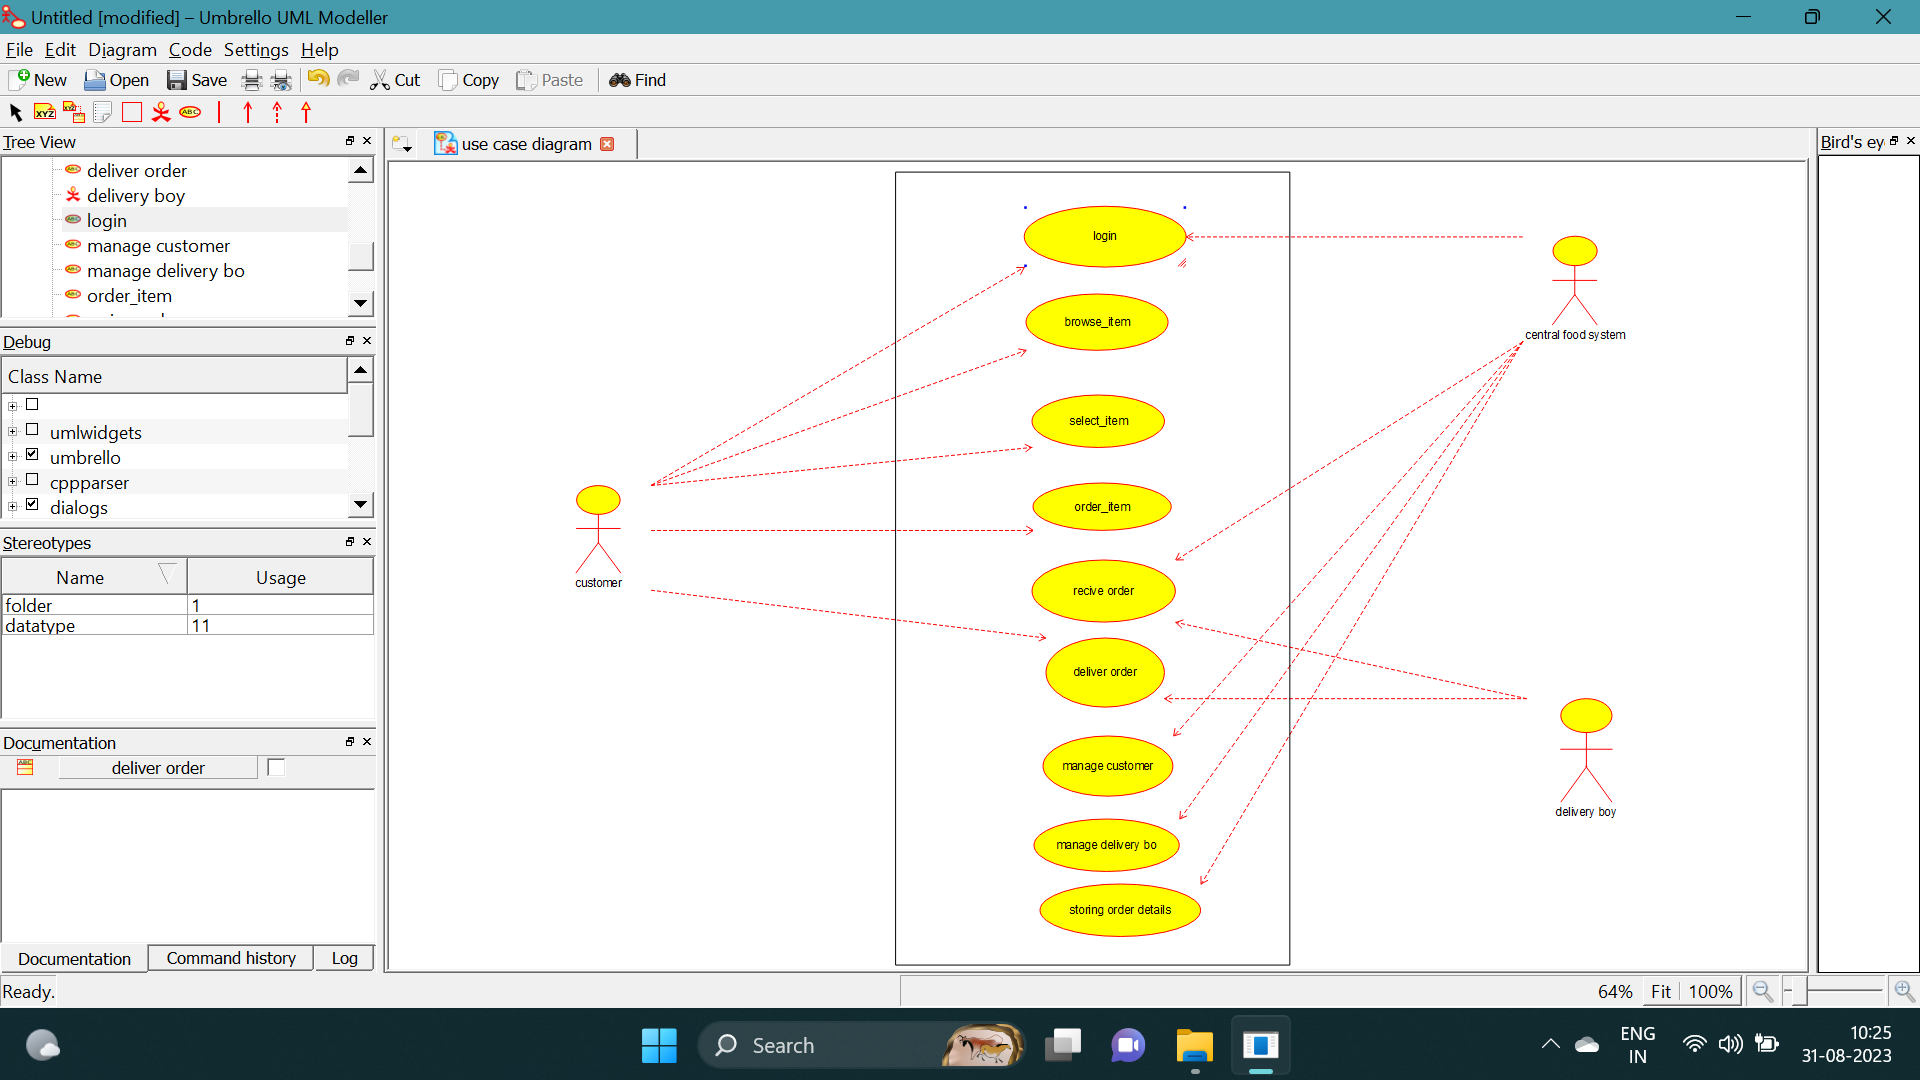 Untitled [modified] – Umbrello UML Modeller
File Edit Diagram Code Settings Help
New Open Save Cut Copy Paste Find
XYZ XYZ ABC
Tree View
use case diagram
Bird's ey
deliver order
delivery boy
login
manage customer
manage delivery bo
order_item
Debug
Class Name
umlwidgets
umbrello
cppparser
dialogs
Stereotypes
Name Usage
folder 1
datatype 11
Documentation
ABC deliver order
Documentation Command history Log
login
browse_item
select_item
order_item
recive order
deliver order
manage customer
manage delivery bo
storing order details
customer
central food system
delivery boy
Ready.
64% Fit 100%
Search
ENG
IN
10:25
31-08-2023